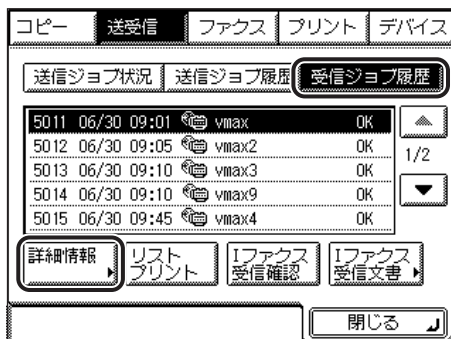 コピー 送受信 ファクス プリント デバイス
送信ジョブ状況 送信ジョブ履歴 受信ジョブ履歴
5011 06/30 09:01 vmax OK
5012 06/30 09:05 vmax2 OK
1/2
5013 06/30 09:10 vmax3 OK
5014 06/30 09:10 vmax9 OK
5015 06/30 09:45 vmax4 OK
詳細情報 リスト Iファクス Iファクス
プリント 受信確認 受信文書
閉じる